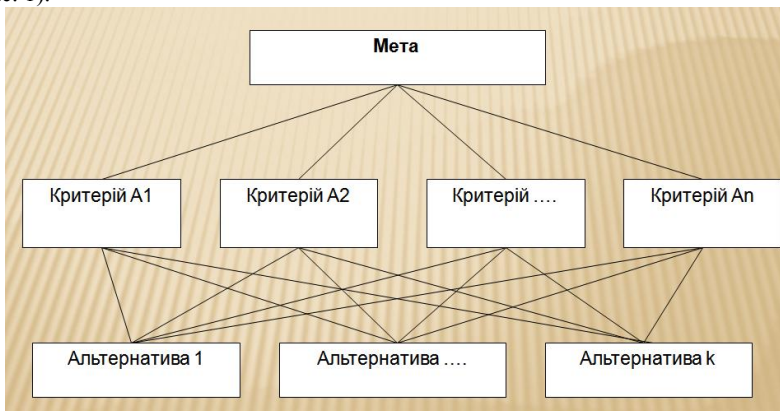 Мета
Критерій А1
Критерій А2
Критерій ….
Критерій Аn
Альтернатива 1
Альтернатива ….
Альтернатива k